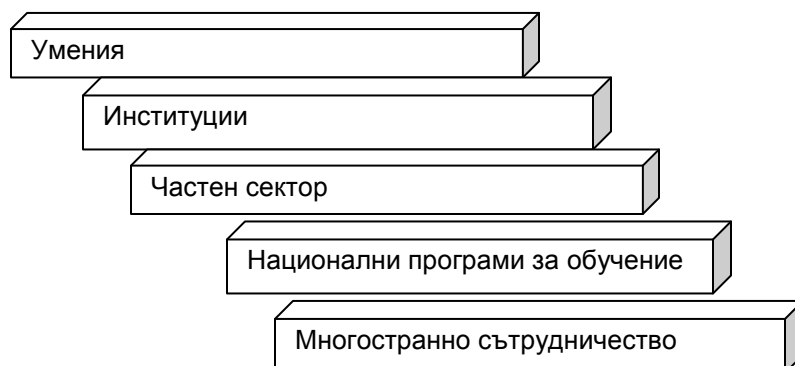 Умения
Институции
Частен сектор
Национални програми за обучение
Многостранно сътрудничество